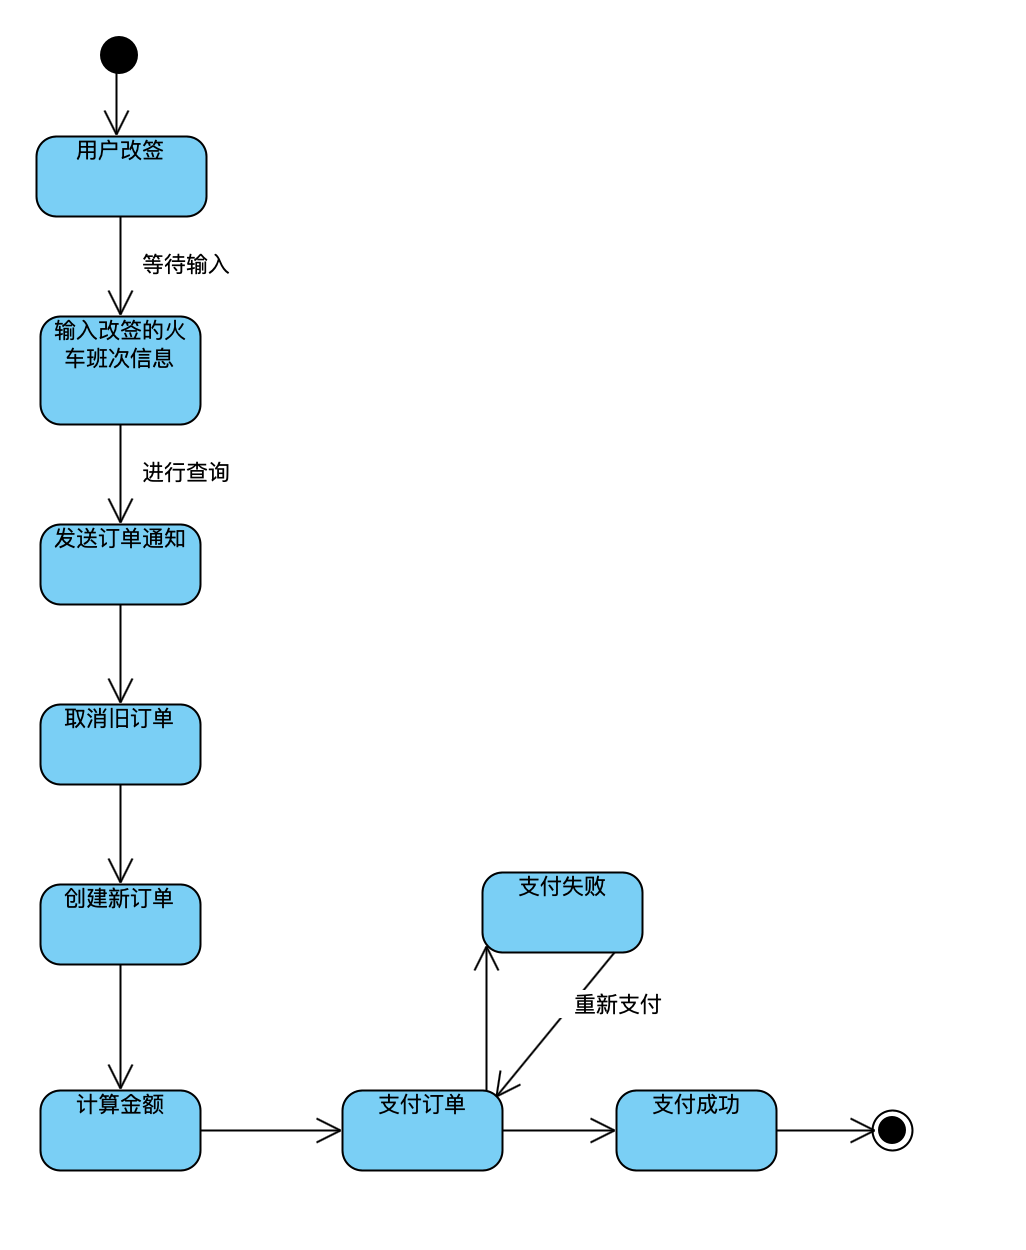 用户改签
等待输入
输入改签的火
车班次信息
进行查询
发送订单通知
取消旧订单
创建新订单
支付失败
重新支付
计算金额
支付订单
支付成功